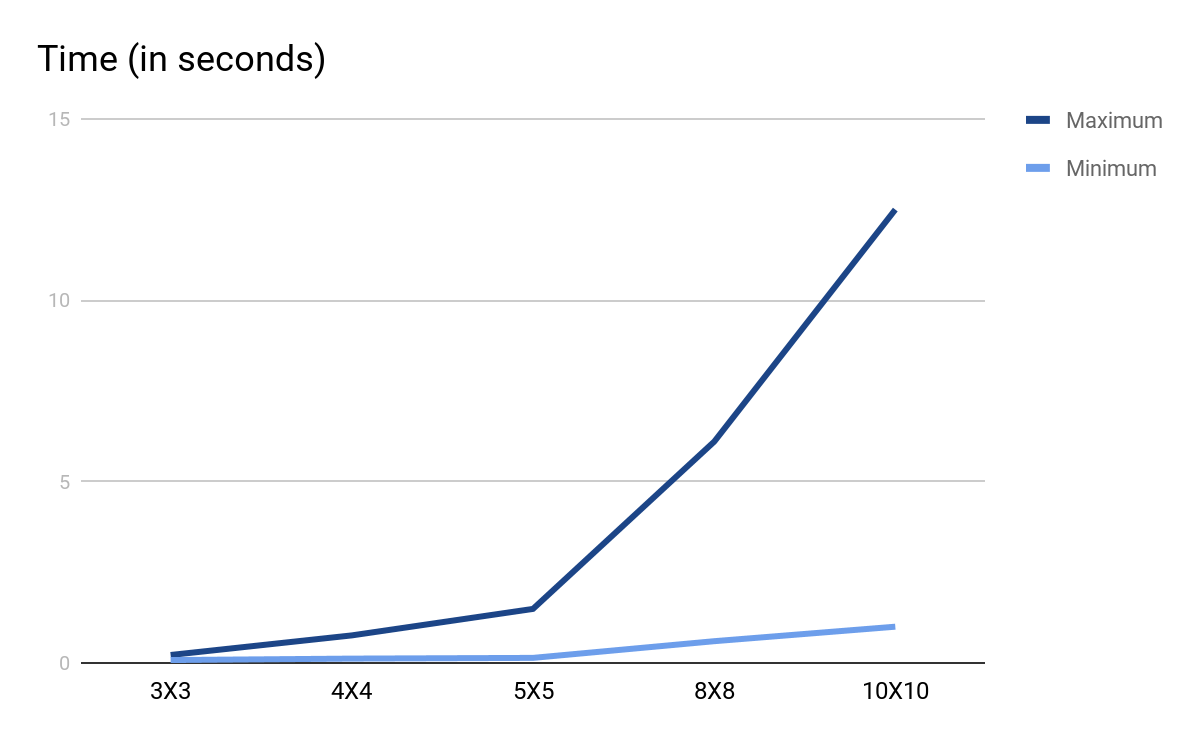 Time (in seconds)
15
10
5
0
3X3
4X4
5X5
8X8
10X10
Maximum
Minimum